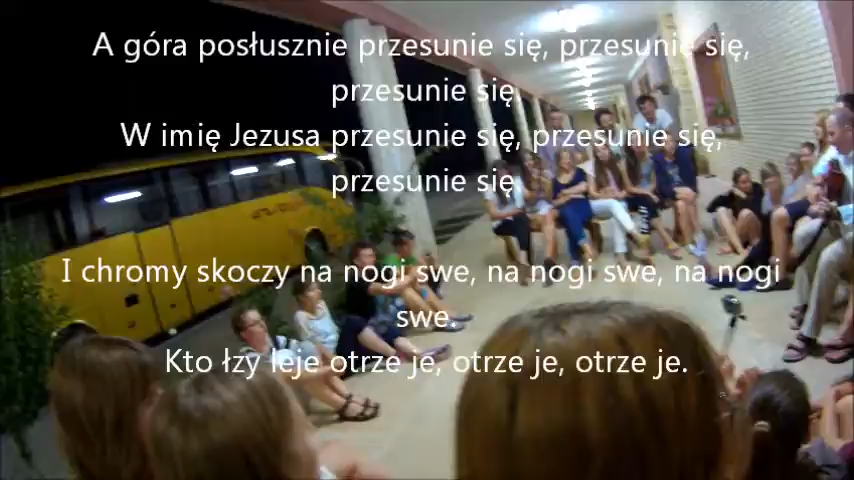 A góra posłusznie przesunie się, przesunie się,
przesunie się.
W imię Jezusa przesunie się, przesunie się,
przesunie się
I chromy skoczy na nogi swe, na nogi swe, na nogi
swe.
Kto łzy leje otrze je, otrze je, otrze je.